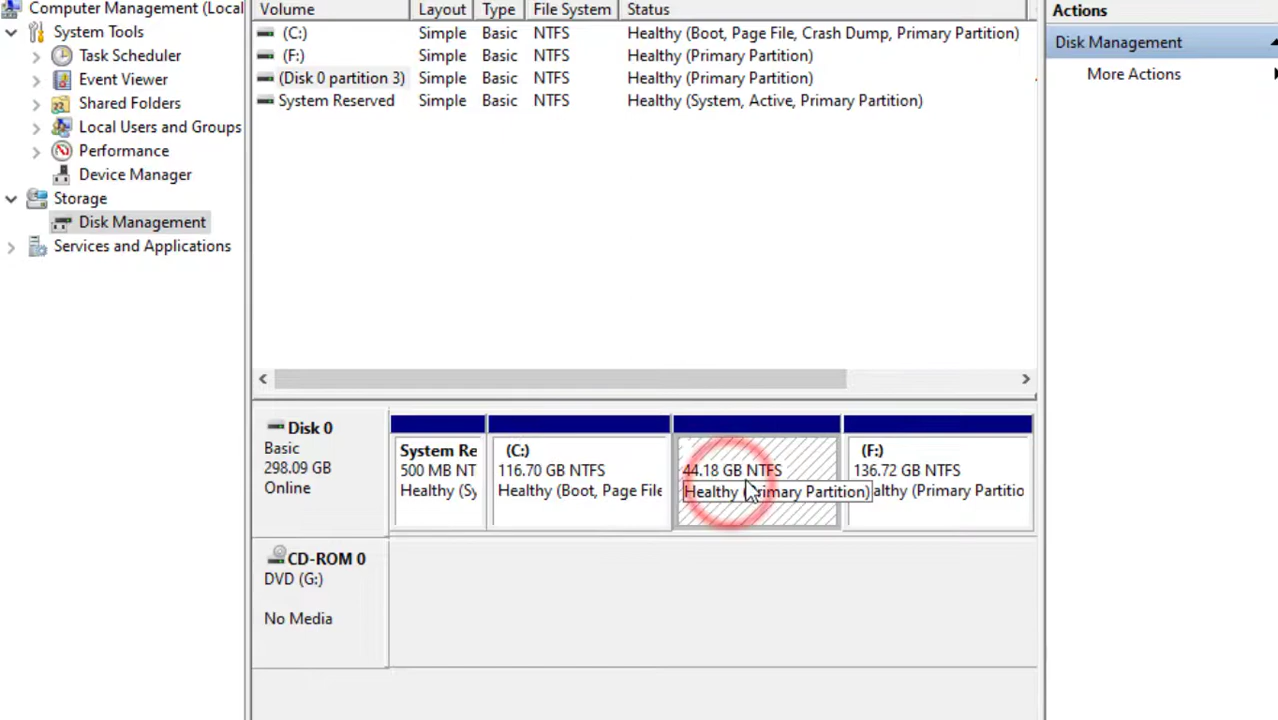 Computer Management (Local
System Tools
Task Scheduler
Event Viewer
Shared Folders
Local Users and Groups
Performance
Device Manager
Storage
Disk Management
Services and Applications
Volume Layout Type File System Status
(C:) Simple Basic NTFS Healthy (Boot, Page File, Crash Dump, Primary Partition)
(F:) Simple Basic NTFS Healthy (Primary Partition)
(Disk 0 partition 3) Simple Basic NTFS Healthy (Primary Partition)
System Reserved Simple Basic NTFS Healthy (System, Active, Primary Partition)
Disk 0
Basic
298.09 GB
Online
System Re
500 MB NT
Healthy (Sy
(C:)
116.70 GB NTFS
Healthy (Boot, Page File
44.18 GB NTFS
Healthy (Primary Partition)
(F:)
136.72 GB NTFS
althy (Primary Partitio
CD-ROM 0
DVD (G:)
No Media
Actions
Disk Management
More Actions